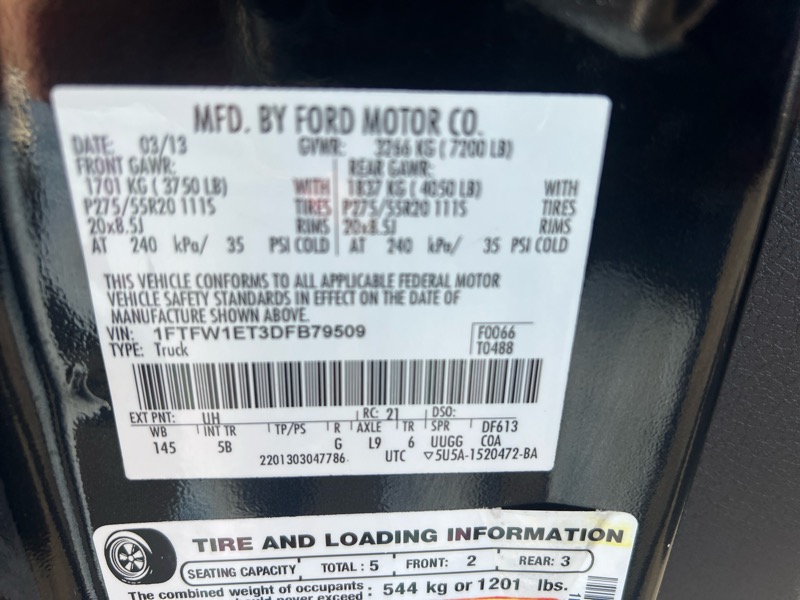 MFD. BY FORD MOTOR CO.
DATE: 03/13 GVWR: 3266 KG ( 7200 LB)
FRONT GAWR: REAR GAWR:
1701 KG ( 3750 LB) WITH 1837 KG ( 4050 LB) WITH
P275/55R20 111S TIRES P275/55R20 111S TIRES
20x8.5J RIMS 20x8.5J RIMS
AT 240 kPa/ 35 PSI COLD AT 240 kPa/ 35 PSI COLD
THIS VEHICLE CONFORMS TO ALL APPLICABLE FEDERAL MOTOR
VEHICLE SAFETY STANDARDS IN EFFECT ON THE DATE OF
MANUFACTURE SHOWN ABOVE.
VIN: 1FTFW1ET3DFB79509 F0066
TYPE: Truck T0488
EXT PNT: UH RC: 21 DSO:
WB INT TR TP/PS R AXLE TR SPR DF613
145 5B G L9 6 UUGG COA
2201303047786 UTC ▽5U5A-1520472-BA
TIRE AND LOADING INFORMATION
SEATING CAPACITY TOTAL : 5 FRONT: 2 REAR: 3
The combined weight of occupants : 544 kg or 1201 lbs.
should never exceed